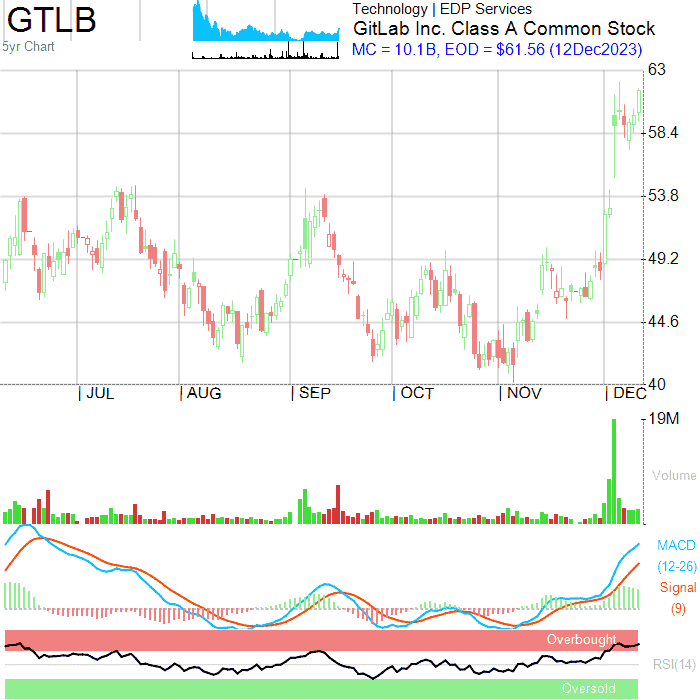 GTLB
5yr Chart
Technology | EDP Services
GitLab Inc. Class A Common Stock
MC = 10.1B, EOD = $61.56 (12Dec2023)
63
58.4
53.8
49.2
44.6
40
JUL AUG SEP OCT NOV DEC
19M
Volume
MACD
(12-26)
Signal
(9)
Overbought
RSI(14)
Oversold